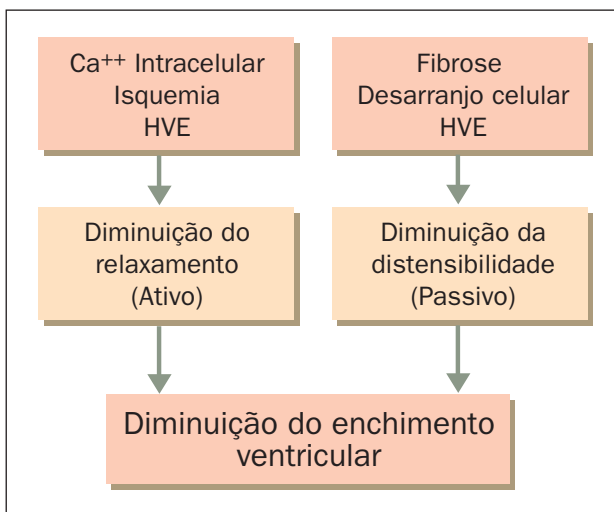 Ca++ Intracelular
Isquemia
HVE
Fibrose
Desarranjo celular
HVE
Diminuição do
relaxamento
(Ativo)
Diminuição da
distensibilidade
(Passivo)
Diminuição do enchimento
ventricular